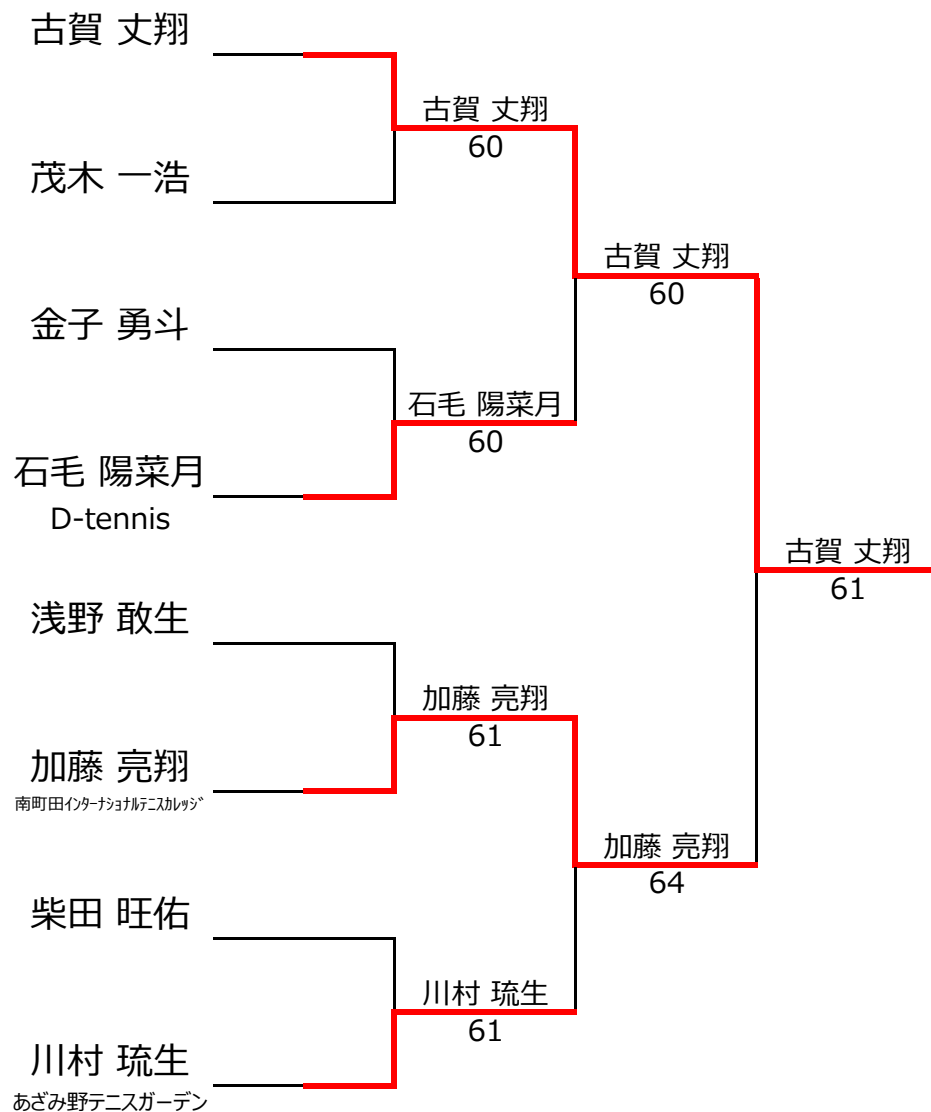 古賀 丈翔
古賀 丈翔
60
茂木 一浩
古賀 丈翔
60
金子 勇斗
石毛 陽菜月
60
石毛 陽菜月
D-tennis
古賀 丈翔
61
浅野 敢生
加藤 亮翔
61
加藤 亮翔
南町田ｲﾝﾀｰﾅｼｮﾅﾙﾃﾆｽｶﾚｯｼﾞ
加藤 亮翔
64
柴田 旺佑
川村 琉生
61
川村 琉生
あざみ野テニスガーデン